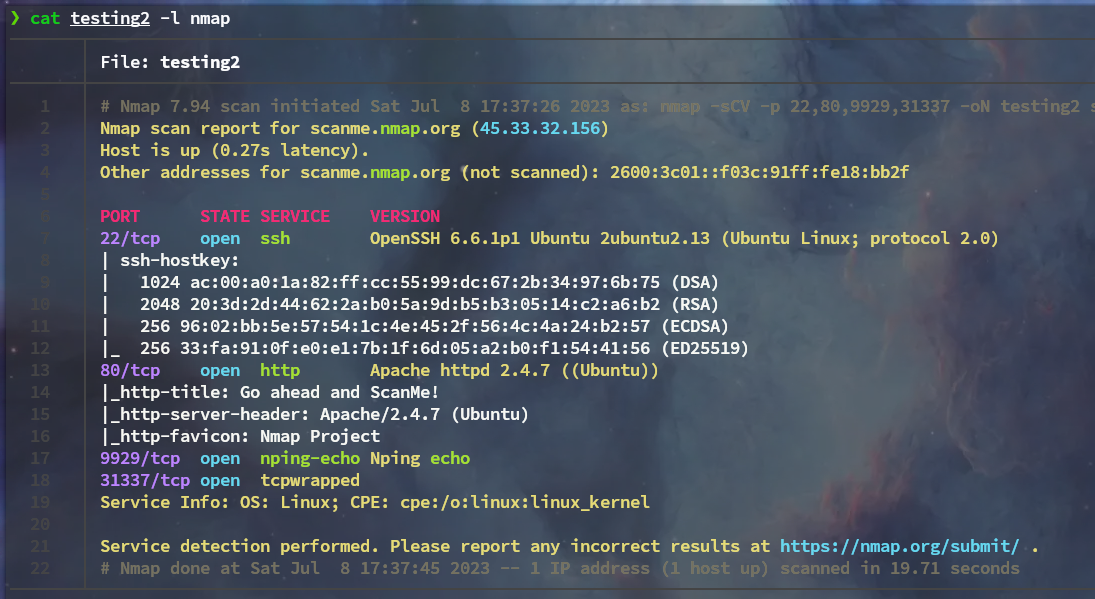 ❯ cat testing2 -l nmap
File: testing2
1 # Nmap 7.94 scan initiated Sat Jul  8 17:37:26 2023 as: nmap -sCV -p 22,80,9929,31337 -oN testing2 s
2 Nmap scan report for scanme.nmap.org (45.33.32.156)
3 Host is up (0.27s latency).
4 Other addresses for scanme.nmap.org (not scanned): 2600:3c01::f03c:91ff:fe18:bb2f
5
6 PORT      STATE SERVICE    VERSION
7 22/tcp    open  ssh        OpenSSH 6.6.1p1 Ubuntu 2ubuntu2.13 (Ubuntu Linux; protocol 2.0)
8 | ssh-hostkey:
9 |   1024 ac:00:a0:1a:82:ff:cc:55:99:dc:67:2b:34:97:6b:75 (DSA)
10 |   2048 20:3d:2d:44:62:2a:b0:5a:9d:b5:b3:05:14:c2:a6:b2 (RSA)
11 |   256 96:02:bb:5e:57:54:1c:4e:45:2f:56:4c:4a:24:b2:57 (ECDSA)
12 |_  256 33:fa:91:0f:e0:e1:7b:1f:6d:05:a2:b0:f1:54:41:56 (ED25519)
13 80/tcp    open  http       Apache httpd 2.4.7 ((Ubuntu))
14 |_http-title: Go ahead and ScanMe!
15 |_http-server-header: Apache/2.4.7 (Ubuntu)
16 |_http-favicon: Nmap Project
17 9929/tcp  open  nping-echo Nping echo
18 31337/tcp open  tcpwrapped
19 Service Info: OS: Linux; CPE: cpe:/o:linux:linux_kernel
20
21 Service detection performed. Please report any incorrect results at https://nmap.org/submit/ .
22 # Nmap done at Sat Jul  8 17:37:45 2023 -- 1 IP address (1 host up) scanned in 19.71 seconds